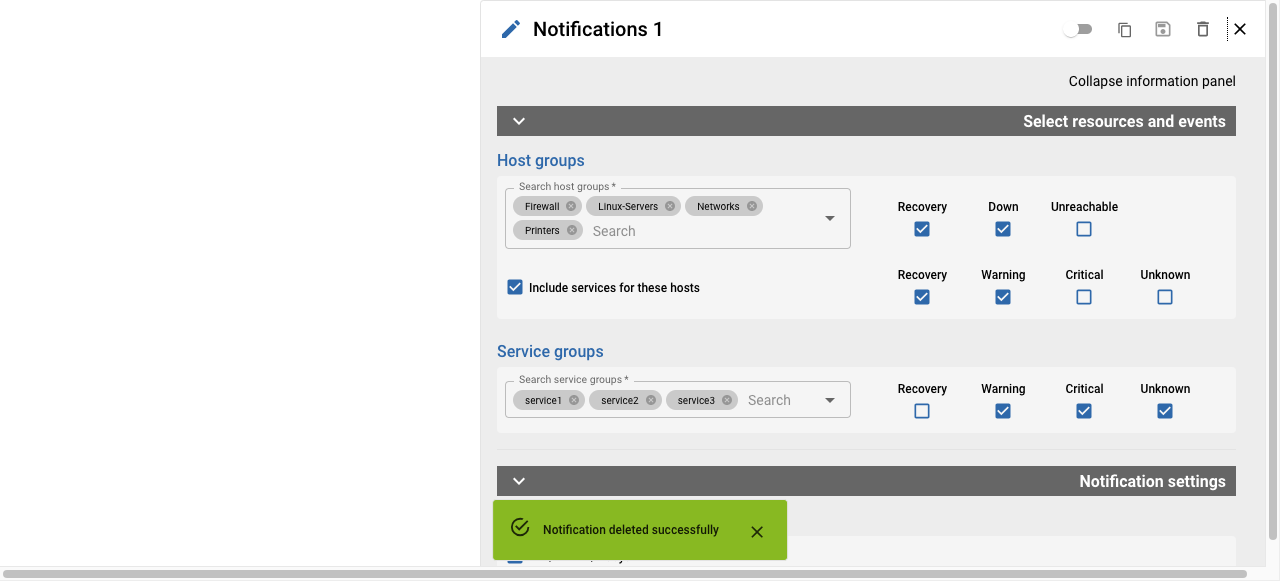 Notifications 1
Collapse information panel
Select resources and events
Host groups
Search host groups *
Firewall Linux-Servers Networks
Printers Search
Recovery Down Unreachable
Include services for these hosts
Recovery Warning Critical Unknown
Service groups
Search service groups *
service1 service2 service3 Search
Recovery Warning Critical Unknown
Notification settings
Notification deleted successfully